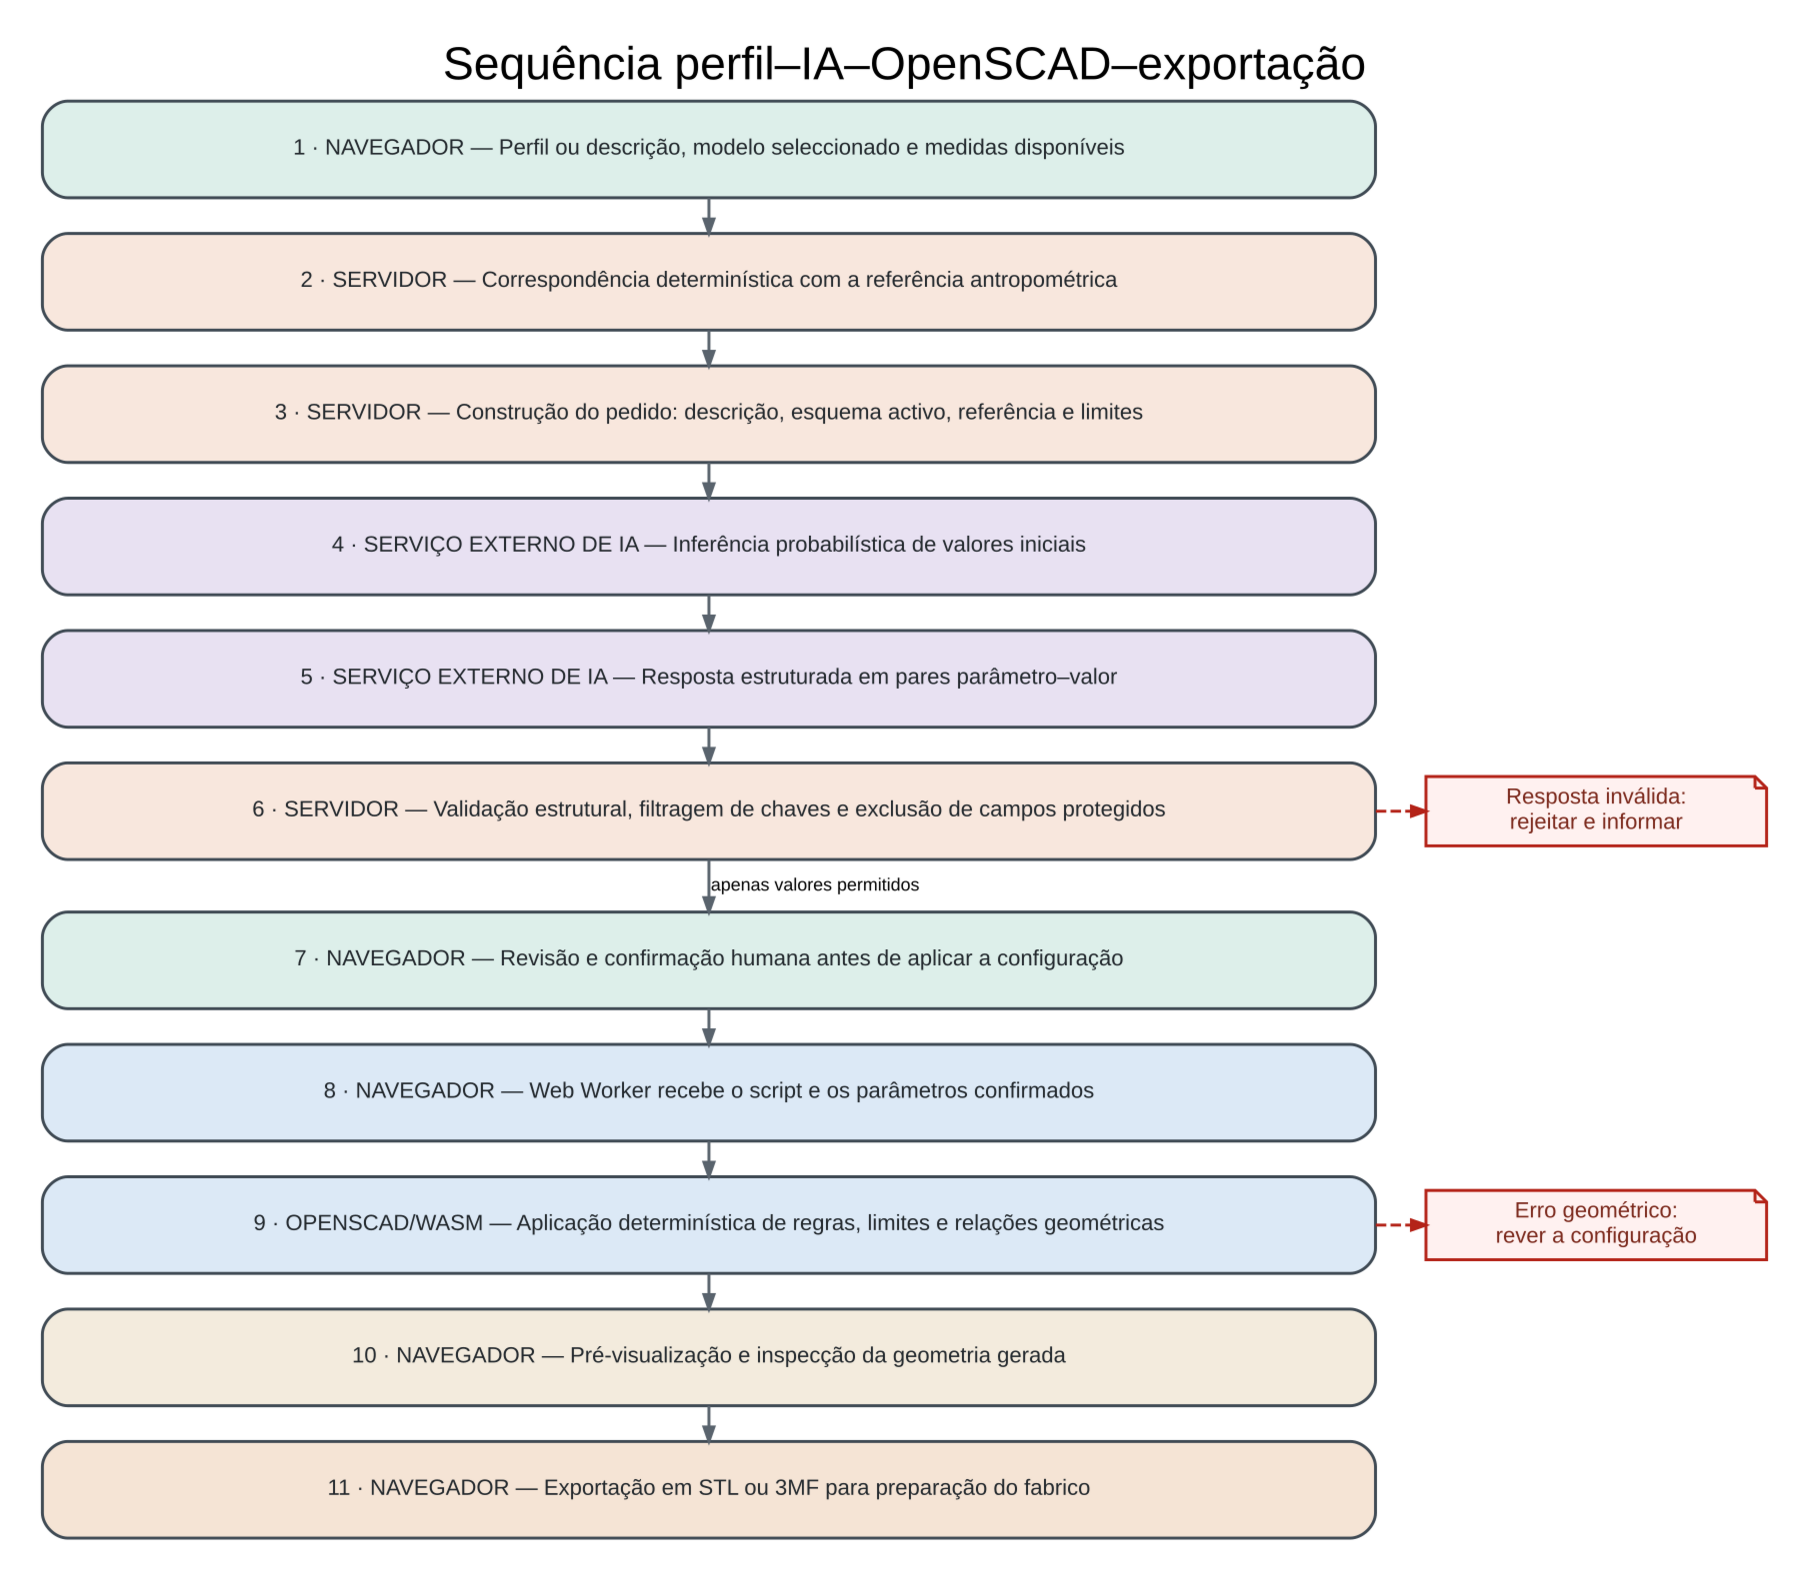 Sequência perfil–IA–OpenSCAD–exportação
1 · NAVEGADOR — Perfil ou descrição, modelo seleccionado e medidas disponíveis
2 · SERVIDOR — Correspondência determinística com a referência antropométrica
3 · SERVIDOR — Construção do pedido: descrição, esquema activo, referência e limites
4 · SERVIÇO EXTERNO DE IA — Inferência probabilística de valores iniciais
5 · SERVIÇO EXTERNO DE IA — Resposta estruturada em pares parâmetro–valor
6 · SERVIDOR — Validação estrutural, filtragem de chaves e exclusão de campos protegidos
Resposta inválida:
rejeitar e informar
apenas valores permitidos
7 · NAVEGADOR — Revisão e confirmação humana antes de aplicar a configuração
8 · NAVEGADOR — Web Worker recebe o script e os parâmetros confirmados
9 · OPENSCAD/WASM — Aplicação determinística de regras, limites e relações geométricas
Erro geométrico:
rever a configuração
10 · NAVEGADOR — Pré-visualização e inspecção da geometria gerada
11 · NAVEGADOR — Exportação em STL ou 3MF para preparação do fabrico